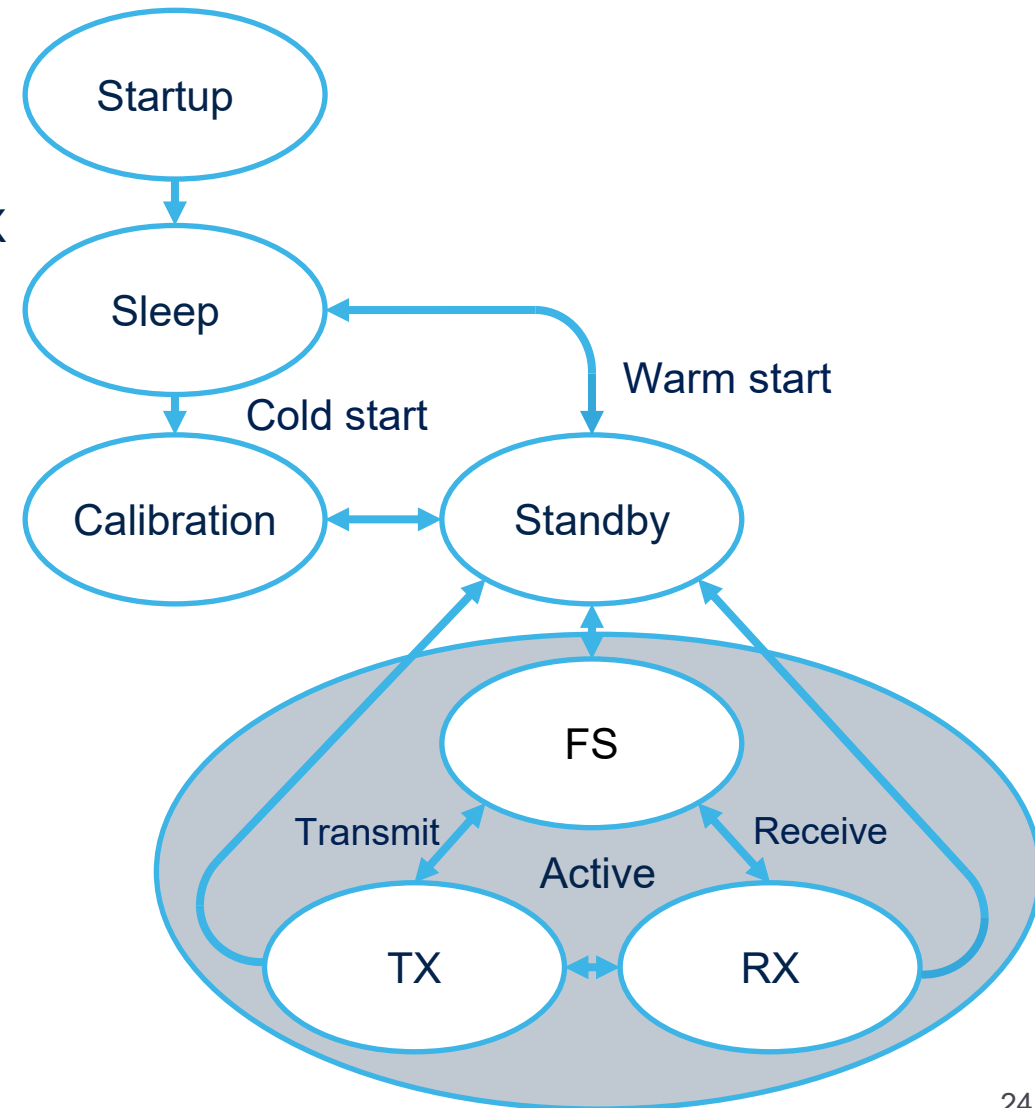 Startup
x
Sleep
Warm start
Cold start
Calibration
Standby
FS
Transmit
Receive
Active
TX
RX
24